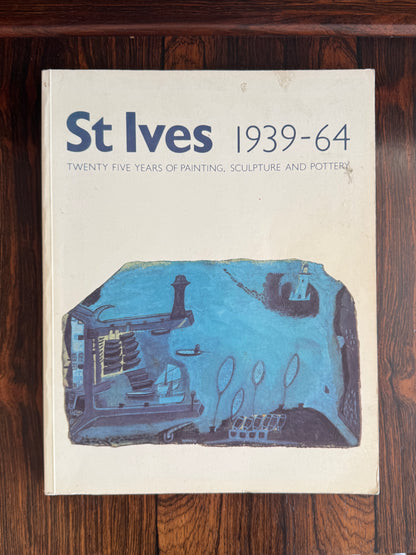 St Ives 1939-64
TWENTY FIVE YEARS OF PAINTING, SCULPTURE AND POTTERY